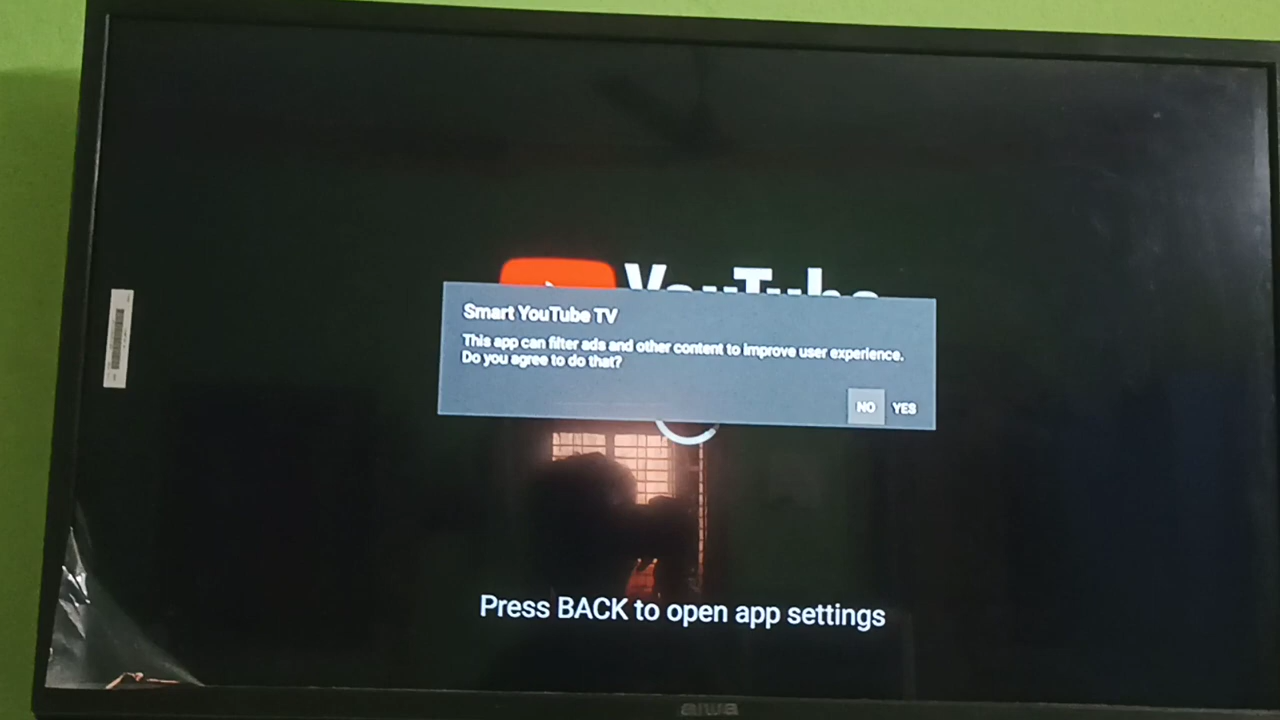 YouTube
Smart YouTube TV
This app can filter ads and other content to improve user experience.
Do you agree to do that?
NO YES
Press BACK to open app settings
aiwa